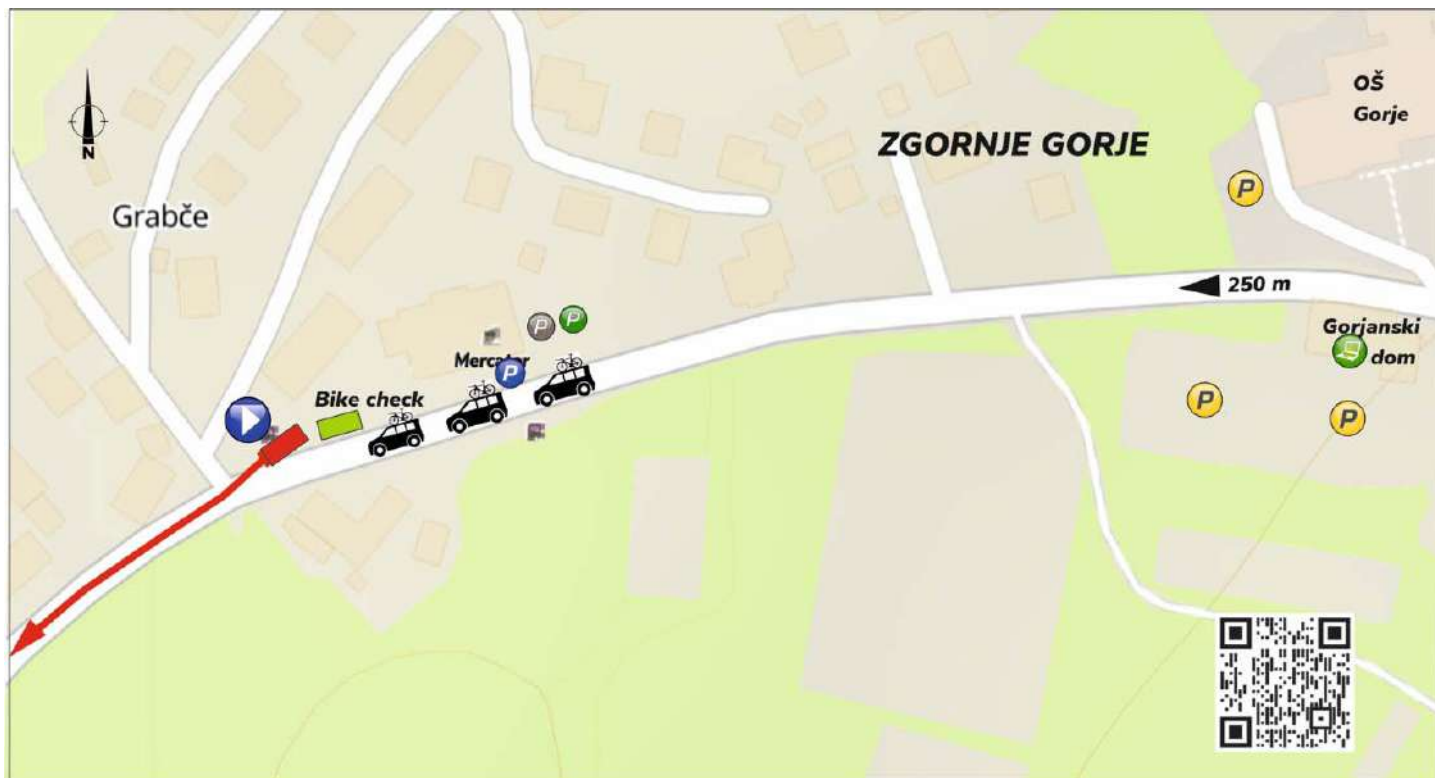 OŠ
Gorje
ZGORNJE GORJE
P
Grabče
N
250 m
P
P
Gorjanski
dom
Mercator
P
P
P
Bike check